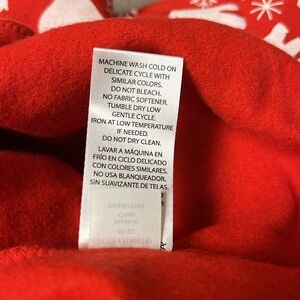 MACHINE WASH COLD ON
DELICATE CYCLE WITH
SIMILAR COLORS.
DO NOT BLEACH.
NO FABRIC SOFTENER.
TUMBLE DRY LOW
GENTLE CYCLE.
IRON AT LOW TEMPERATURE
IF NEEDED.
DO NOT DRY CLEAN.
LAVAR A MÁQUINA EN
FRÍO EN CICLO DELICADO
CON COLORES SIMILARES.
NO USA BLANQUEADOR.
SIN SUAVIZANTE DE TELAS.